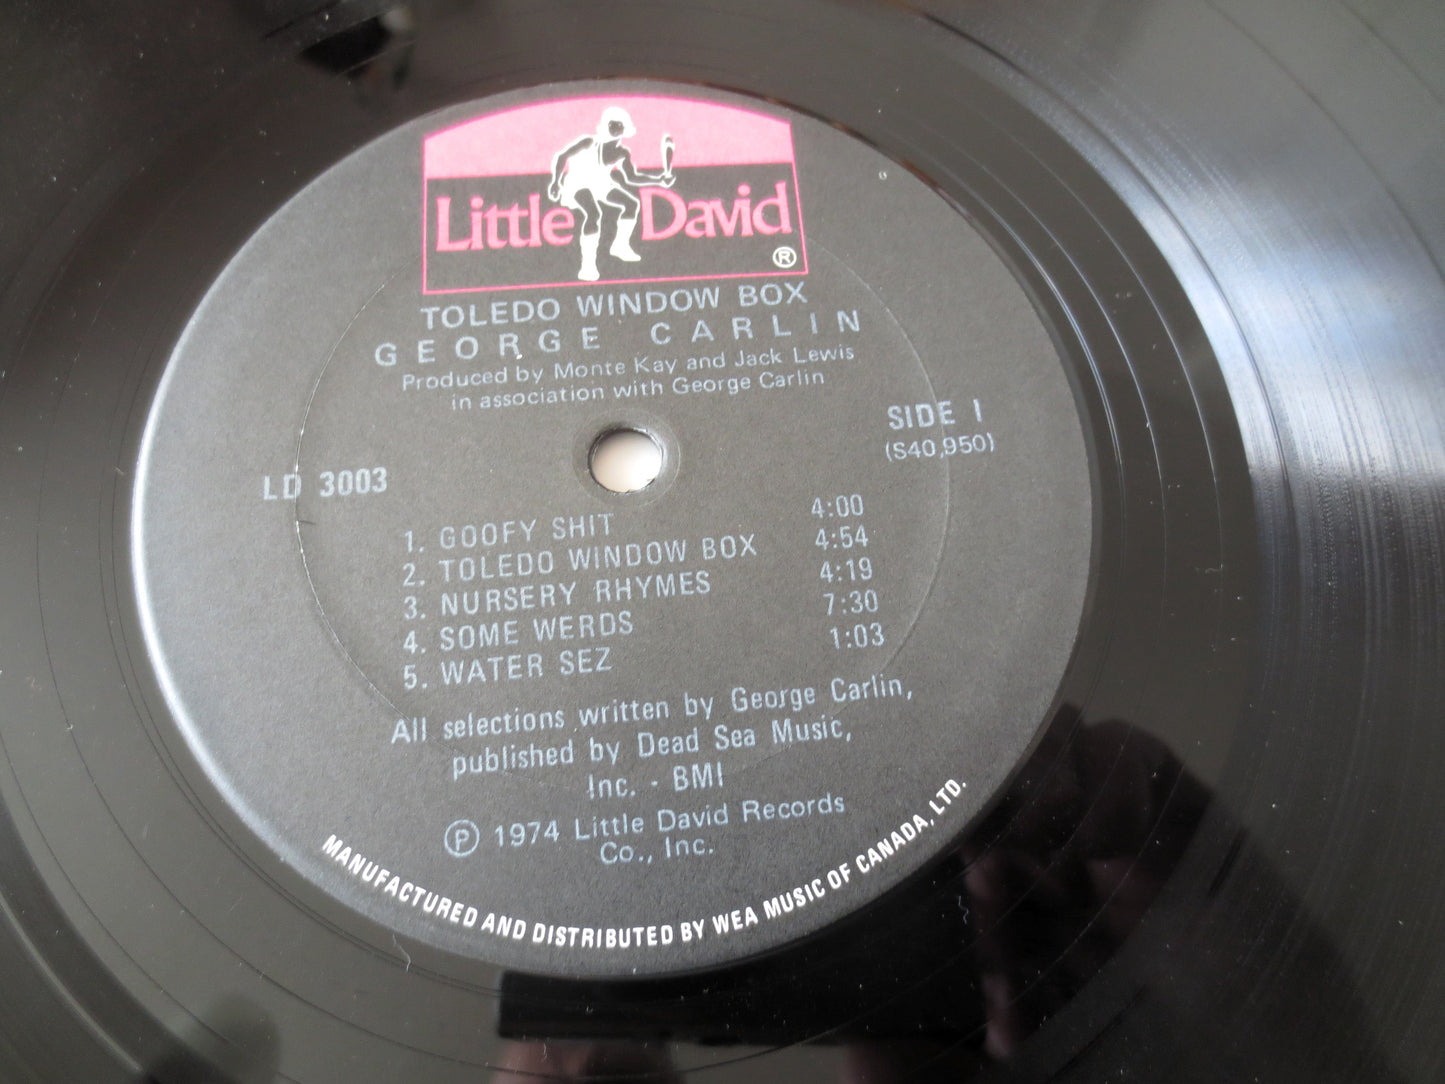 Little David ®
TOLEDO WINDOW BOX
GEORGE CARLIN
Produced by Monte Kay and Jack Lewis
in association with George Carlin
SIDE 1
(S40,950)
LD 3003
1. GOOFY SHIT 4:00
2. TOLEDO WINDOW BOX 4:54
3. NURSERY RHYMES 4:19
4. SOME WERDS 7:30
5. WATER SEZ 1:03
All selections written by George Carlin,
published by Dead Sea Music,
Inc. - BMI
℗ 1974 Little David Records
Co., Inc.
MANUFACTURED AND DISTRIBUTED BY WEA MUSIC OF CANADA, LTD.